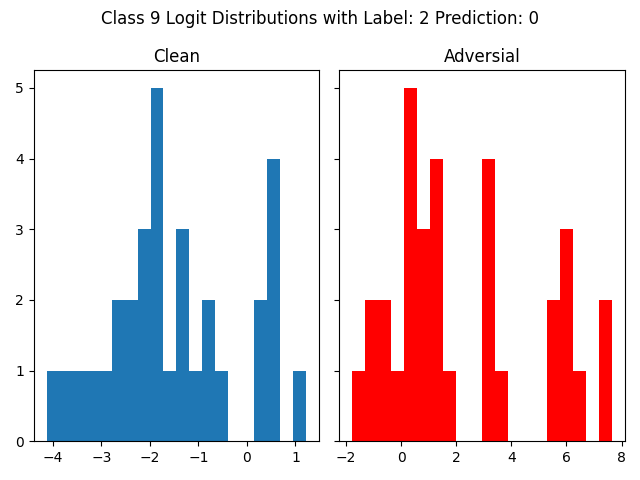 Class 9 Logit Distributions with Label: 2 Prediction: 0
Clean
Adversial
5
4
3
2
1
0
−4 −3 −2 −1 0 1
−2 0 2 4 6 8